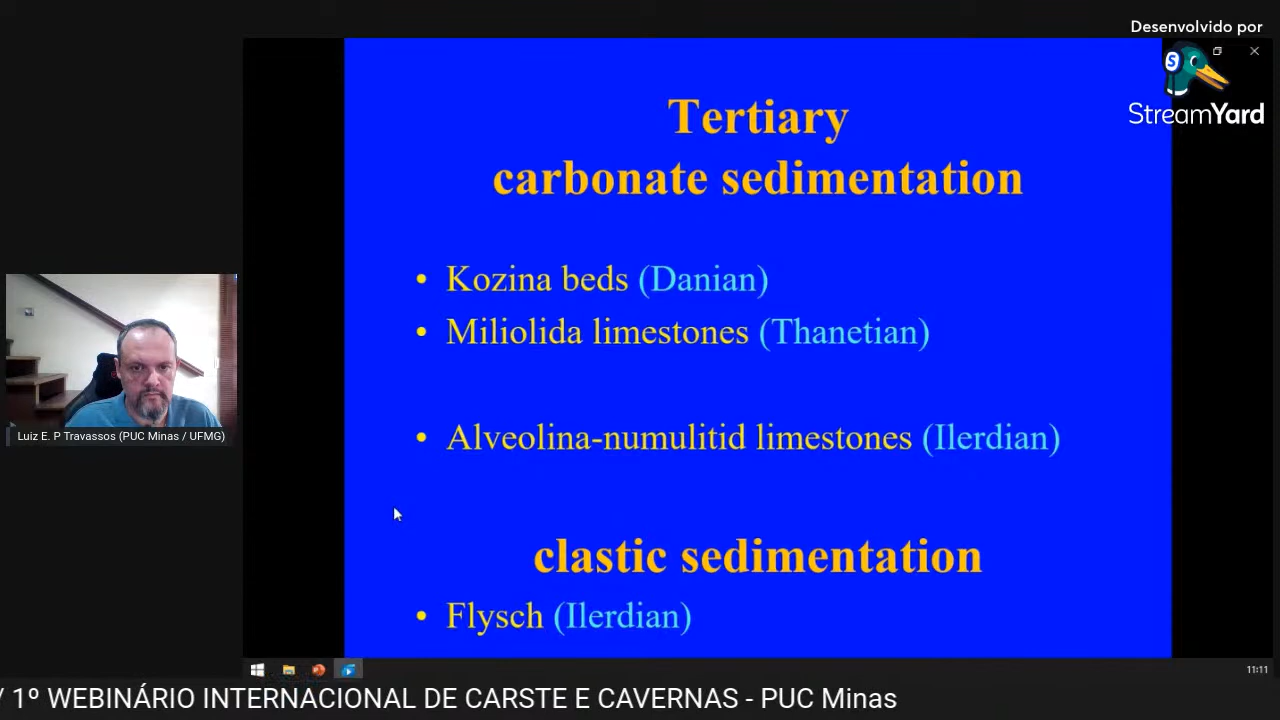 Desenvolvido por
StreamYard
Tertiary
carbonate sedimentation
• Kozina beds (Danian)
• Miliolida limestones (Thanetian)
• Alveolina-numulitid limestones (Ilerdian)
clastic sedimentation
• Flysch (Ilerdian)
Luiz E. P Travassos (PUC Minas / UFMG)
11:11
/ 1º WEBINÁRIO INTERNACIONAL DE CARSTE E CAVERNAS - PUC Minas